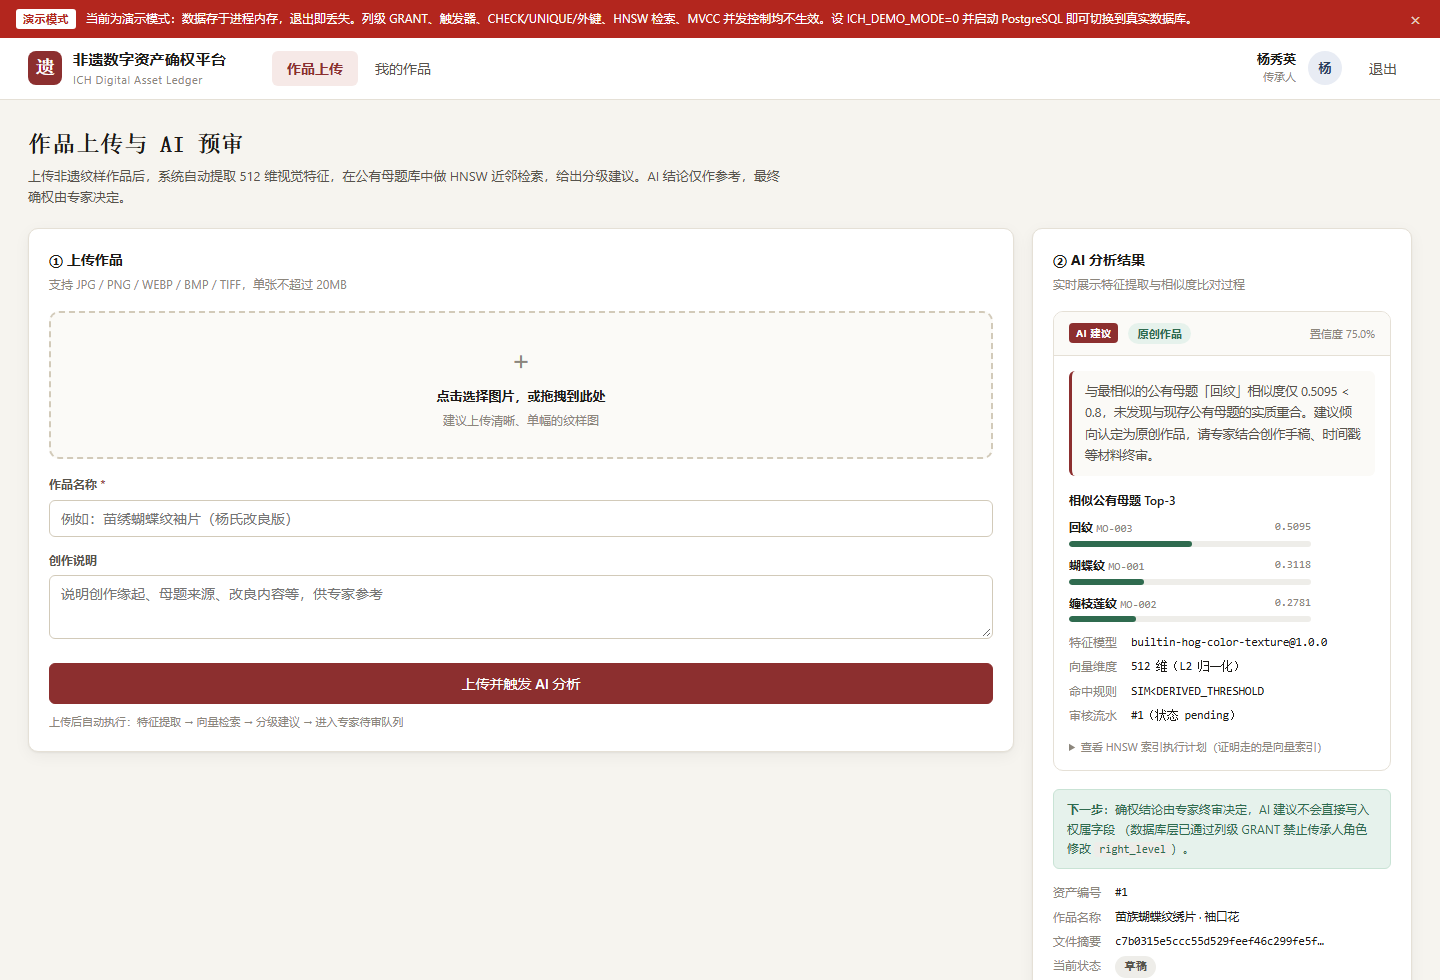 演示模式 当前为演示模式：数据存于进程内存，退出即丢失。列级 GRANT、触发器、CHECK/UNIQUE/外键、HNSW 检索、MVCC 并发控制均不生效。设 ICH_DEMO_MODE=0 并启动 PostgreSQL 即可切换到真实数据库。 ×
遗 非遗数字资产确权平台
ICH Digital Asset Ledger
作品上传 我的作品
杨秀英
传承人
杨 退出
作品上传与 AI 预审
上传非遗纹样作品后，系统自动提取 512 维视觉特征，在公有母题库中做 HNSW 近邻检索，给出分级建议。AI 结论仅作参考，最终
确权由专家决定。
① 上传作品
支持 JPG / PNG / WEBP / BMP / TIFF，单张不超过 20MB
+
点击选择图片，或拖拽到此处
建议上传清晰、单幅的纹样图
作品名称 *
例如：苗绣蝴蝶纹袖片（杨氏改良版）
创作说明
说明创作缘起、母题来源、改良内容等，供专家参考
上传并触发 AI 分析
上传后自动执行：特征提取 → 向量检索 → 分级建议 → 进入专家待审队列
② AI 分析结果
实时展示特征提取与相似度比对过程
AI 建议 原创作品 置信度 75.0%
与最相似的公有母题「回纹」相似度仅 0.5095 <
0.8，未发现与现存公有母题的实质重合。建议倾
向认定为原创作品，请专家结合创作手稿、时间戳
等材料终审。
相似公有母题 Top-3
回纹 MO-003 0.5095
蝴蝶纹 MO-001 0.3118
缠枝莲纹 MO-002 0.2781
特征模型 builtin-hog-color-texture@1.0.0
向量维度 512 维（L2 归一化）
命中规则 SIM<DERIVED_THRESHOLD
审核流水 #1（状态 pending）
▶ 查看 HNSW 索引执行计划（证明走的是向量索引）
下一步：确权结论由专家终审决定，AI 建议不会直接写入
权属字段 （数据库层已通过列级 GRANT 禁止传承人角色
修改 right_level ）。
资产编号 #1
作品名称 苗族蝴蝶纹绣片 · 袖口花
文件摘要 c7b0315e5ccc55d529feef46c299fe5f…
当前状态 草稿